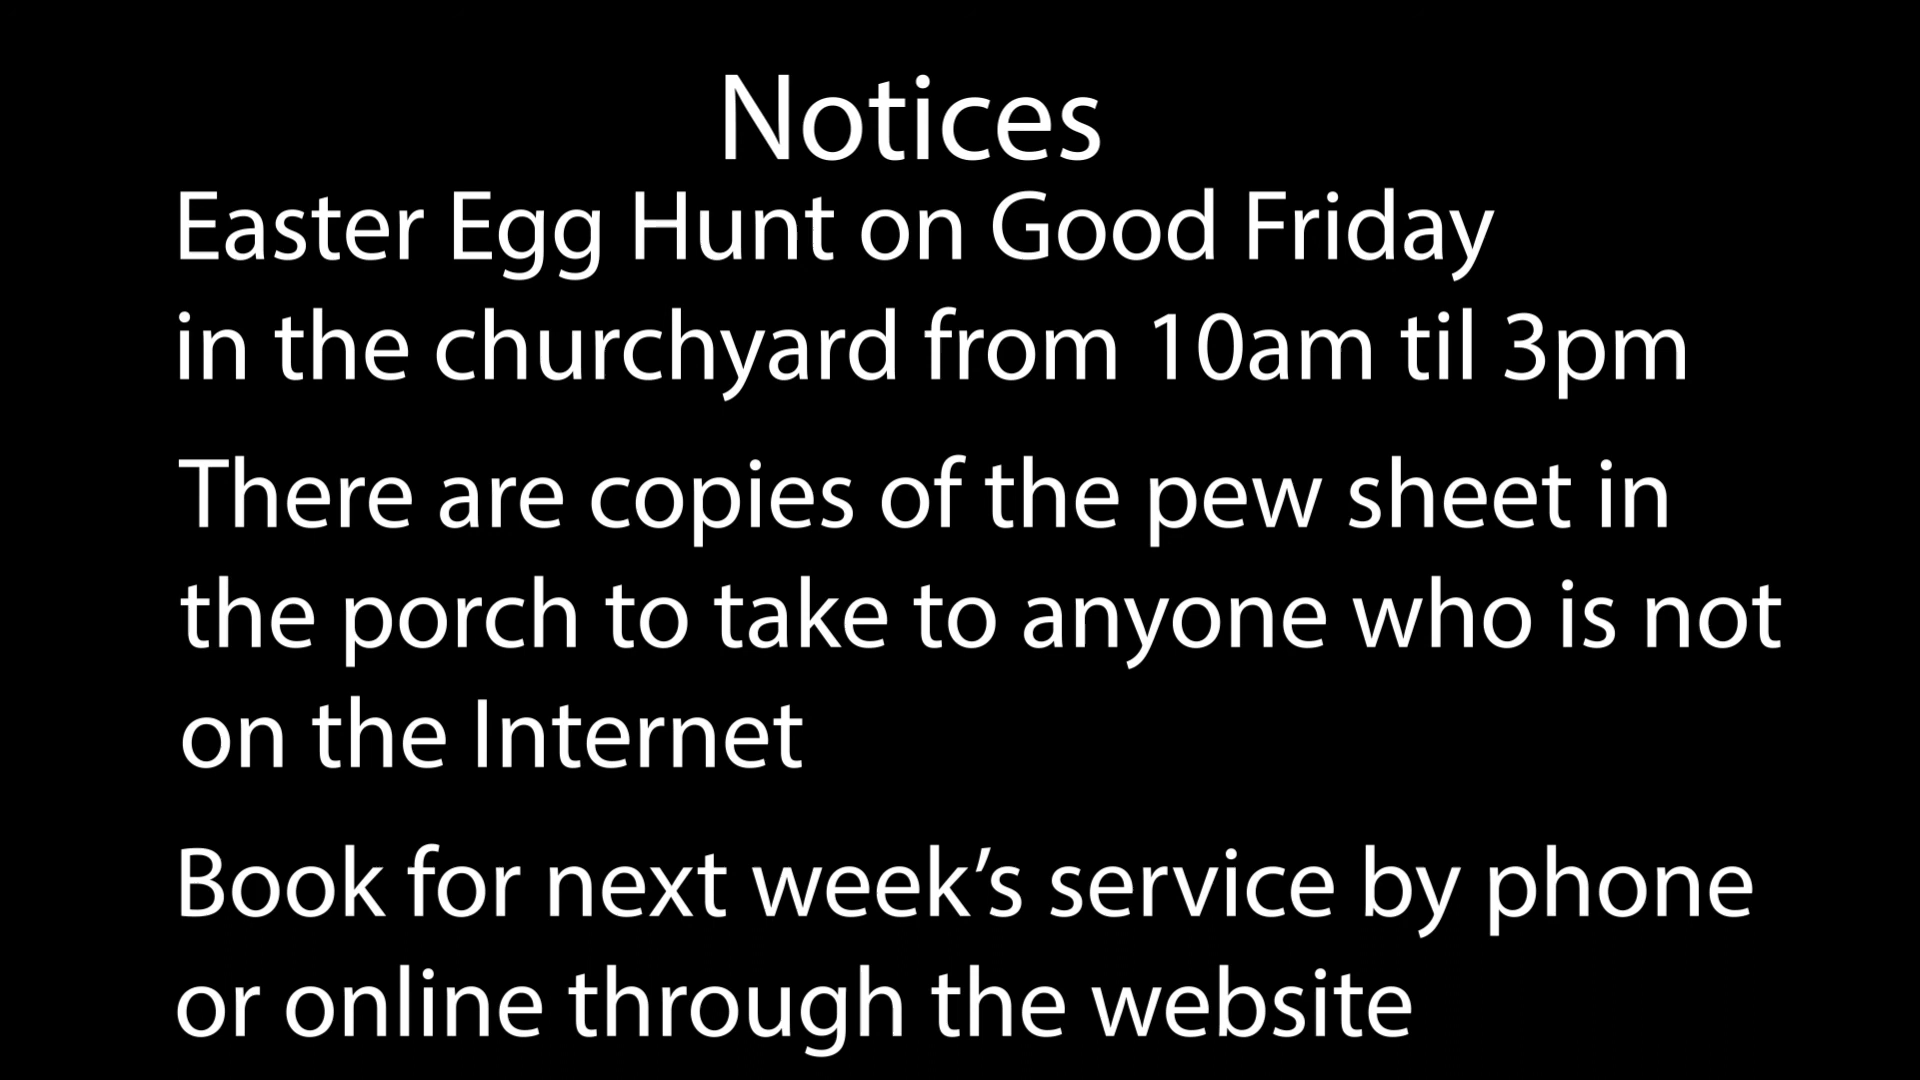 Notices
Easter Egg Hunt on Good Friday
in the churchyard from 10am til 3pm
There are copies of the pew sheet in
the porch to take to anyone who is not
on the Internet
Book for next week’s service by phone
or online through the website